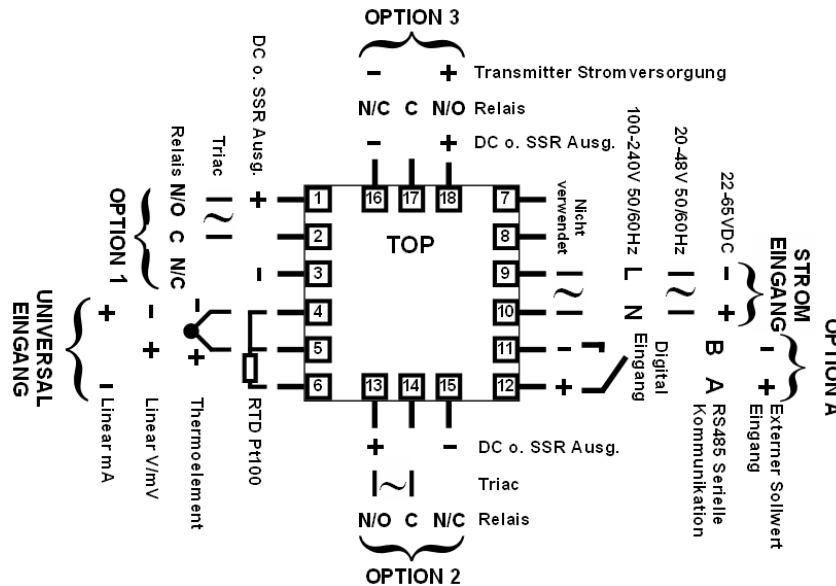 OPTION 3
- + Transmitter Stromversorgung
N/C C N/O Relais
- + DC o. SSR Ausg.
16 17 18
TOP
1
2
3
4
5
6
7
8
9
10
11
12
13 14 15
DC o. SSR Ausg.
+
-
Triac
~
Relais N/O C N/C
OPTION 1
UNIVERSAL
EINGANG
+ - Linear mA
- + Linear V/mV
- + Thermoelement
RTD Pt100
Nicht
verwendet
~
100-240V 50/60Hz
L N
20-48V 50/60Hz
~
22-65VDC
- +
STROM
EINGANG
- +
Digital
Eingang
OPTION A
B A RS485 Serielle
Kommunikation
- + Externer Sollwert
Eingang
+ - DC o. SSR Ausg.
~ Triac
N/O C N/C Relais
OPTION 2